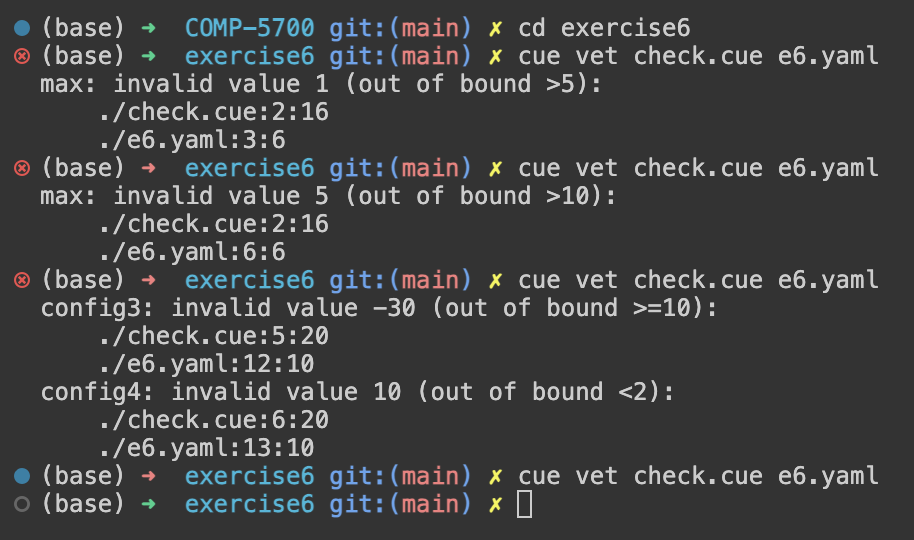 (base) ➜  COMP-5700 git:(main) ✗ cd exercise6
(base) ➜  exercise6 git:(main) ✗ cue vet check.cue e6.yaml
max: invalid value 1 (out of bound >5):
    ./check.cue:2:16
    ./e6.yaml:3:6
(base) ➜  exercise6 git:(main) ✗ cue vet check.cue e6.yaml
max: invalid value 5 (out of bound >10):
    ./check.cue:2:16
    ./e6.yaml:6:6
(base) ➜  exercise6 git:(main) ✗ cue vet check.cue e6.yaml
config3: invalid value -30 (out of bound >=10):
    ./check.cue:5:20
    ./e6.yaml:12:10
config4: invalid value 10 (out of bound <2):
    ./check.cue:6:20
    ./e6.yaml:13:10
(base) ➜  exercise6 git:(main) ✗ cue vet check.cue e6.yaml
(base) ➜  exercise6 git:(main) ✗